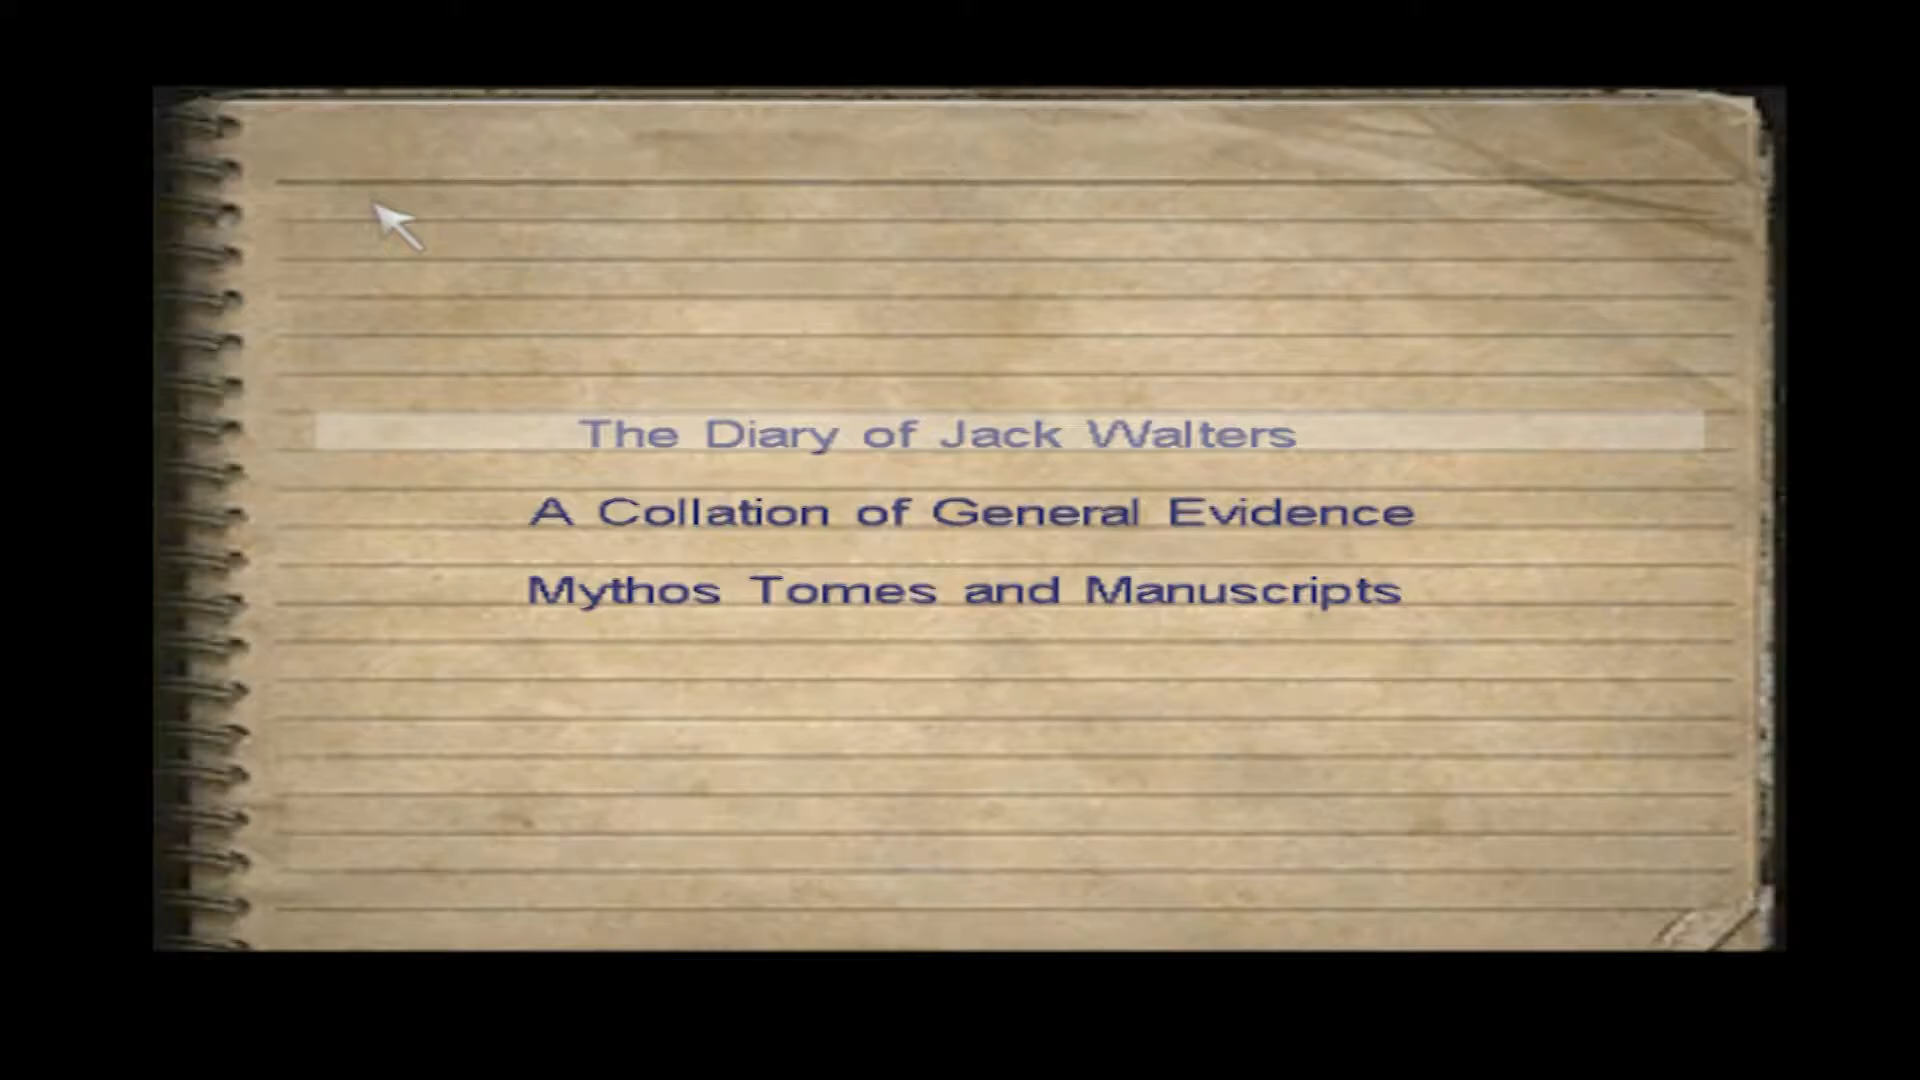 The Diary of Jack Walters
A Collation of General Evidence
Mythos Tomes and Manuscripts